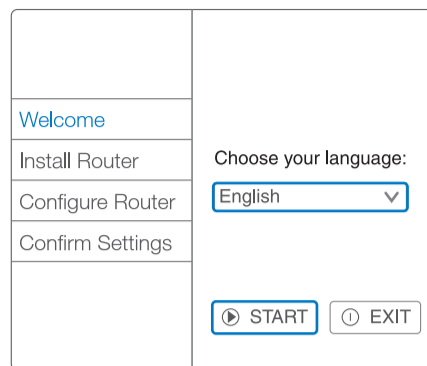 Welcome
Install Router
Configure Router
Confirm Settings
Choose your language:
English
START
EXIT